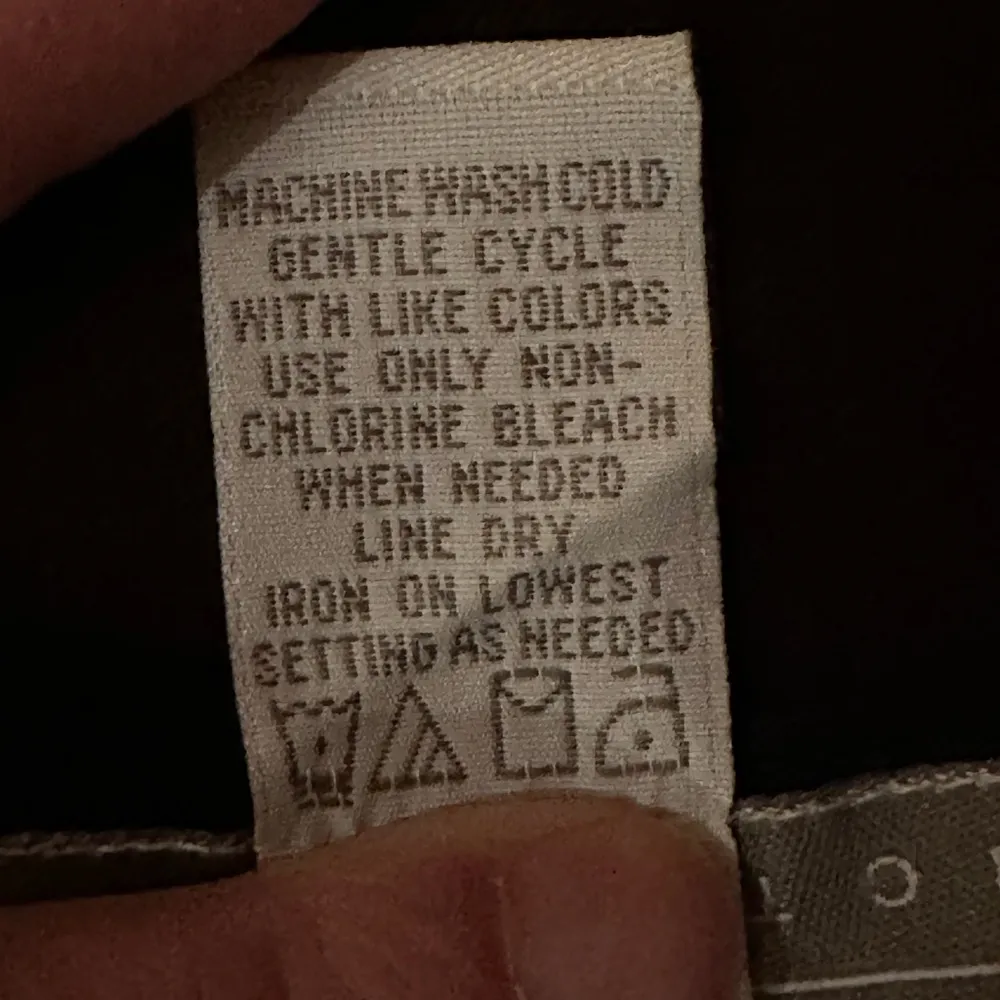 MACHINE WASH COLD
GENTLE CYCLE
WITH LIKE COLORS
USE ONLY NON-
CHLORINE BLEACH
WHEN NEEDED
LINE DRY
IRON ON LOWEST
SETTING AS NEEDED